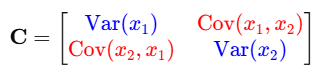 C = [ Var(x₁) Cov(x₁, x₂)
Cov(x₂, x₁) Var(x₂) ]